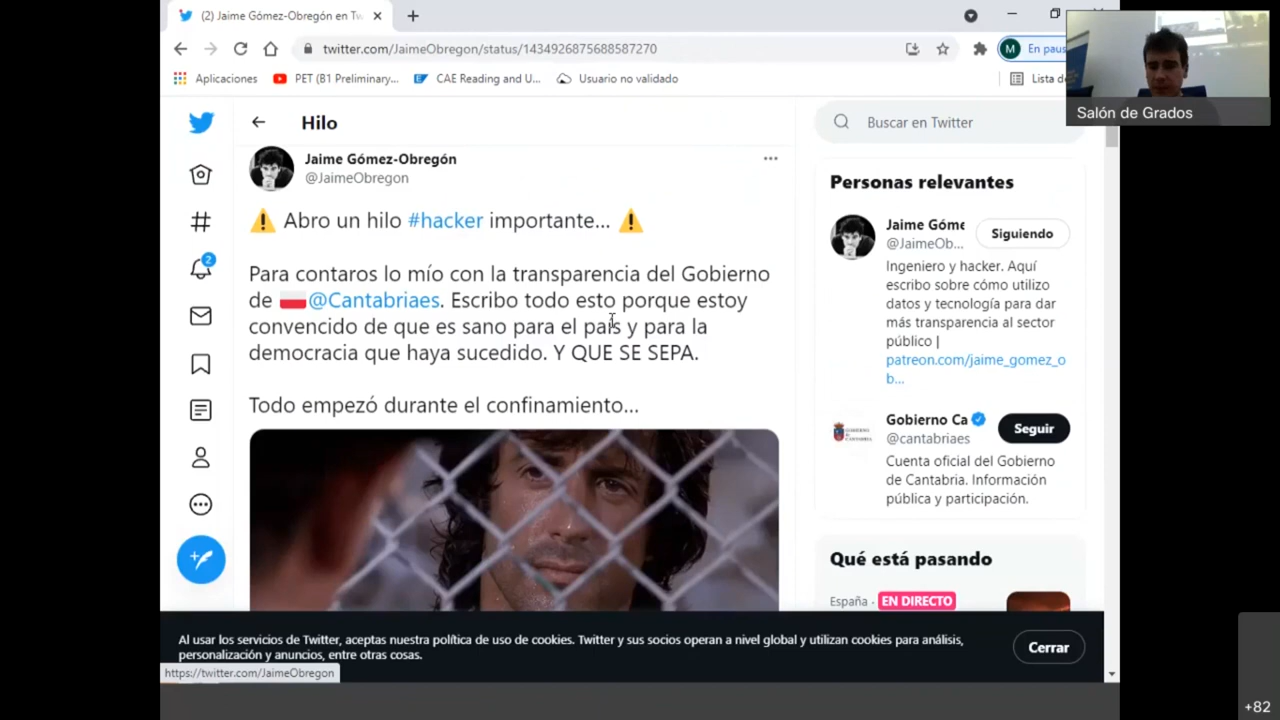 (2) Jaime Gómez-Obregón en Tw
twitter.com/JaimeObregon/status/1434926875688587270
M
En paus
Aplicaciones
PET (B1 Preliminary...
CAE Reading and U...
Usuario no validado
Lista de
Salón de Grados
Hilo
Buscar en Twitter
Jaime Gómez-Obregón
@JaimeObregon
Abro un hilo #hacker importante...
Para contaros lo mío con la transparencia del Gobierno
de @Cantabriaes. Escribo todo esto porque estoy
convencido de que es sano para el país y para la
democracia que haya sucedido. Y QUE SE SEPA.
Todo empezó durante el confinamiento...
2
Personas relevantes
Jaime Góme
@JaimeOb...
Siguiendo
Ingeniero y hacker. Aquí
escribo sobre cómo utilizo
datos y tecnología para dar
más transparencia al sector
público |
patreon.com/jaime_gomez_o
b...
Gobierno Ca
@cantabriaes
Seguir
Cuenta oficial del Gobierno
de Cantabria. Información
pública y participación.
Qué está pasando
España · EN DIRECTO
Al usar los servicios de Twitter, aceptas nuestra política de uso de cookies. Twitter y sus socios operan a nivel global y utilizan cookies para análisis,
personalización y anuncios, entre otras cosas.
Cerrar
https://twitter.com/JaimeObregon
+82